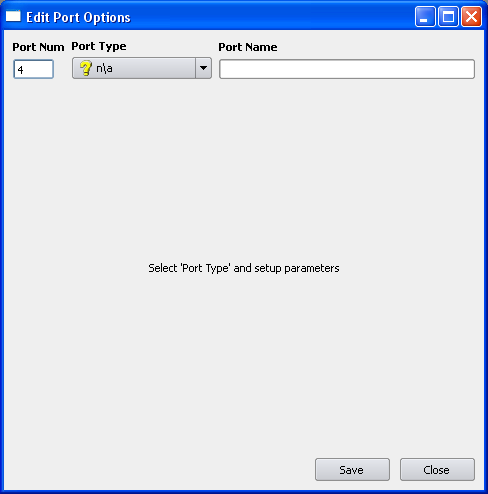 Edit Port Options
Port Num Port Type Port Name
4 n\a
Select 'Port Type' and setup parameters
Save Close